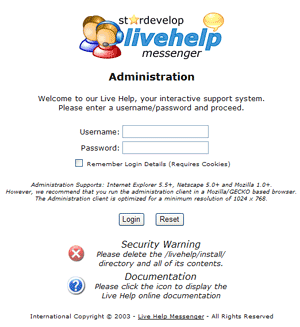 stardevelop
livehelp
messenger
Administration
Welcome to our Live Help, your interactive support system.
Please enter a username/password and proceed.
Username:
Password:
Remember Login Details (Requires Cookies)
Administration Supports: Internet Explorer 5.5+, Netscape 5.0+ and Mozilla 1.0+.
However, we recommend that you run the administration client in a Mozilla/GECKO based browser.
The Administration client is optimized for a minimum resolution of 1024 x 768.
Login Reset
Security Warning
Please delete the /livehelp/install/
directory and all of its contents.
Documentation
Please click the icon to display the
Live Help online documentation
International Copyright © 2003 - Live Help Messenger - All Rights Reserved